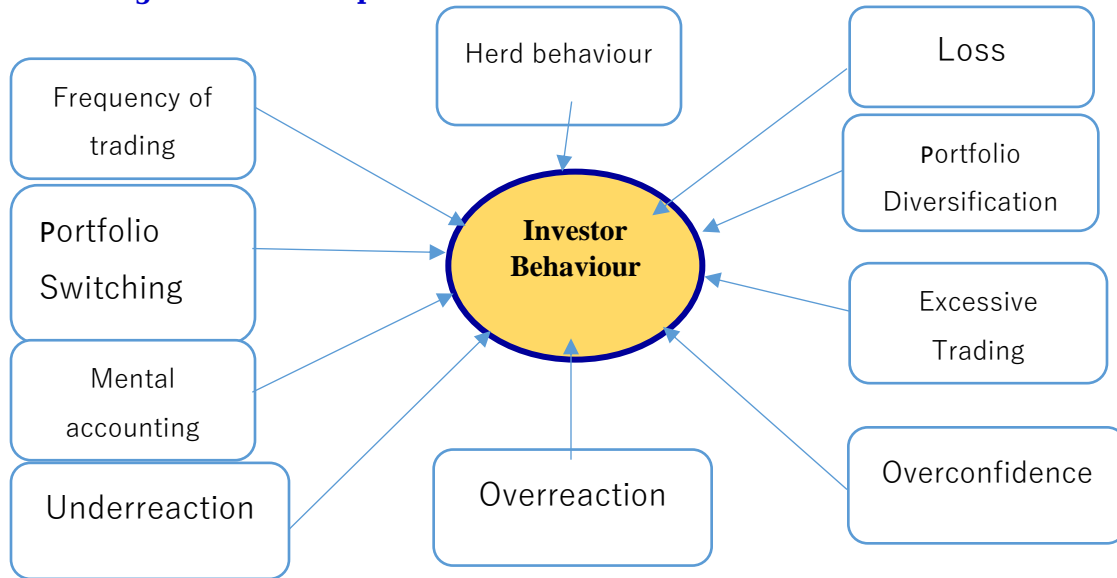 Herd behaviour
Loss
Frequency of
trading
Portfolio
Diversification
Portfolio
Switching
Investor
Behaviour
Excessive
Trading
Mental
accounting
Overconfidence
Underreaction
Overreaction